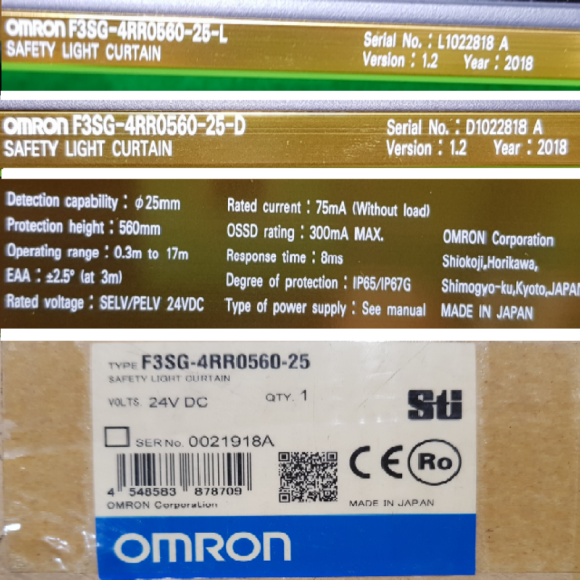 OMRON F3SG-4RR0560-25-L
SAFETY LIGHT CURTAIN
Serial No. : L1022818 A
Version : 1.2 Year : 2018
OMRON F3SG-4RR0560-25-D
SAFETY LIGHT CURTAIN
Serial No. : D1022818 A
Version : 1.2 Year : 2018
Detection capability : φ25mm
Protection height : 560mm
Operating range : 0.3m to 17m
EAA : ±2.5° (at 3m)
Rated voltage : SELV/PELV 24VDC
Rated current : 75mA (Without load)
OSSD rating : 300mA MAX.
Response time : 8ms
Degree of protection : IP65/IP67G
Type of power supply : See manual
OMRON Corporation
Shiokoji,Horikawa,
Shimogyo-ku,Kyoto,JAPAN
MADE IN JAPAN
TYPE F3SG-4RR0560-25
SAFETY LIGHT CURTAIN
VOLTS. 24V DC QTY. 1
Sti
SER No. 0021918A
4 548583 878709
OMRON Corporation
CE Ro
MADE IN JAPAN
OMRON